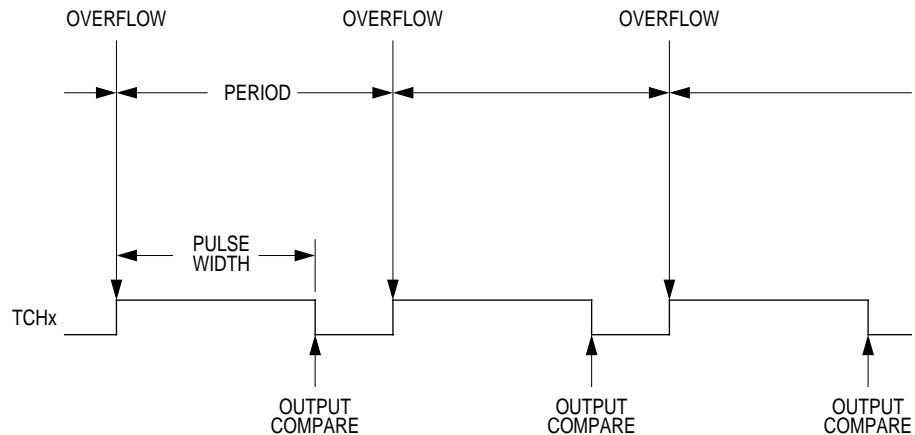 OVERFLOW
OVERFLOW
OVERFLOW
PERIOD
PULSE
WIDTH
TCHx
OUTPUT
COMPARE
OUTPUT
COMPARE
OUTPUT
COMPARE